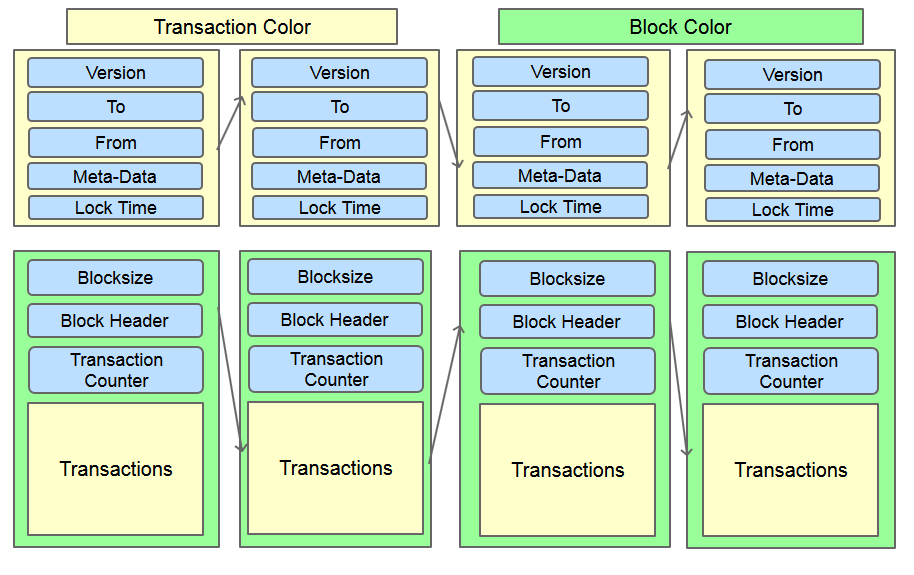 Transaction Color
Block Color
Version
To
From
Meta-Data
Lock Time
Version
To
From
Meta-Data
Lock Time
Version
To
From
Meta-Data
Lock Time
Version
To
From
Meta-Data
Lock Time
Blocksize
Block Header
Transaction
Counter
Transactions
Blocksize
Block Header
Transaction
Counter
Transactions
Blocksize
Block Header
Transaction
Counter
Transactions
Blocksize
Block Header
Transaction
Counter
Transactions